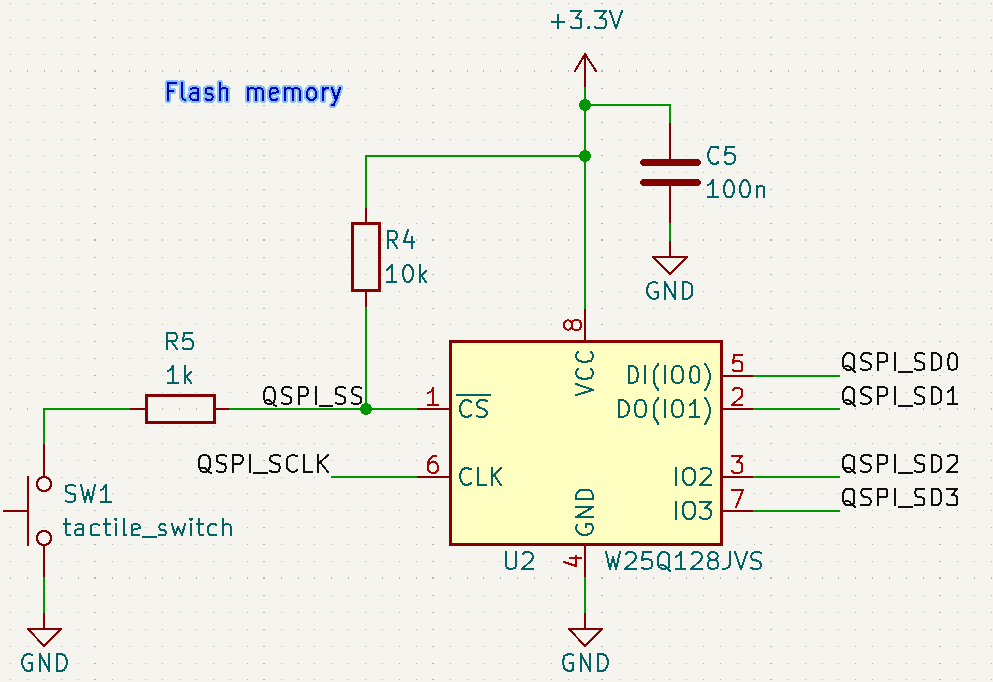 +3.3V
Flash memory
C5
100n
GND
R4
10k
R5
1k
QSPI_SS
QSPI_SCLK
1
6
8
VCC
CS
CLK
GND
DI(IO0)
DO(IO1)
IO2
IO3
5
2
3
7
QSPI_SD0
QSPI_SD1
QSPI_SD2
QSPI_SD3
4
U2
W25Q128JVS
GND
SW1
tactile_switch
GND